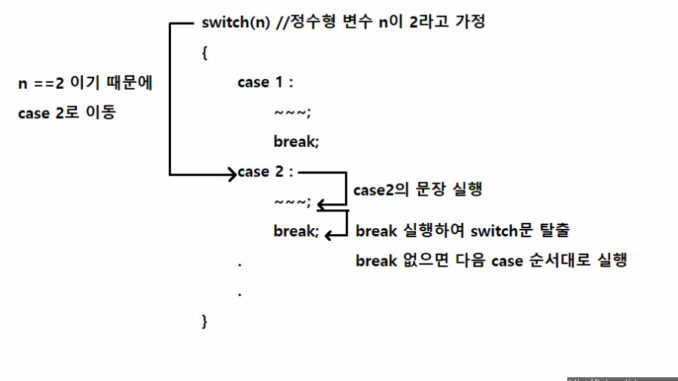 switch(n) //정수형 변수 n이 2라고 가정
{
n ==2 이기 때문에
case 2로 이동
case 1 :
~~~;
break;
case 2 :
case2의 문장 실행
~~~;
break;
break 실행하여 switch문 탈출
break 없으면 다음 case 순서대로 실행
.
.
}